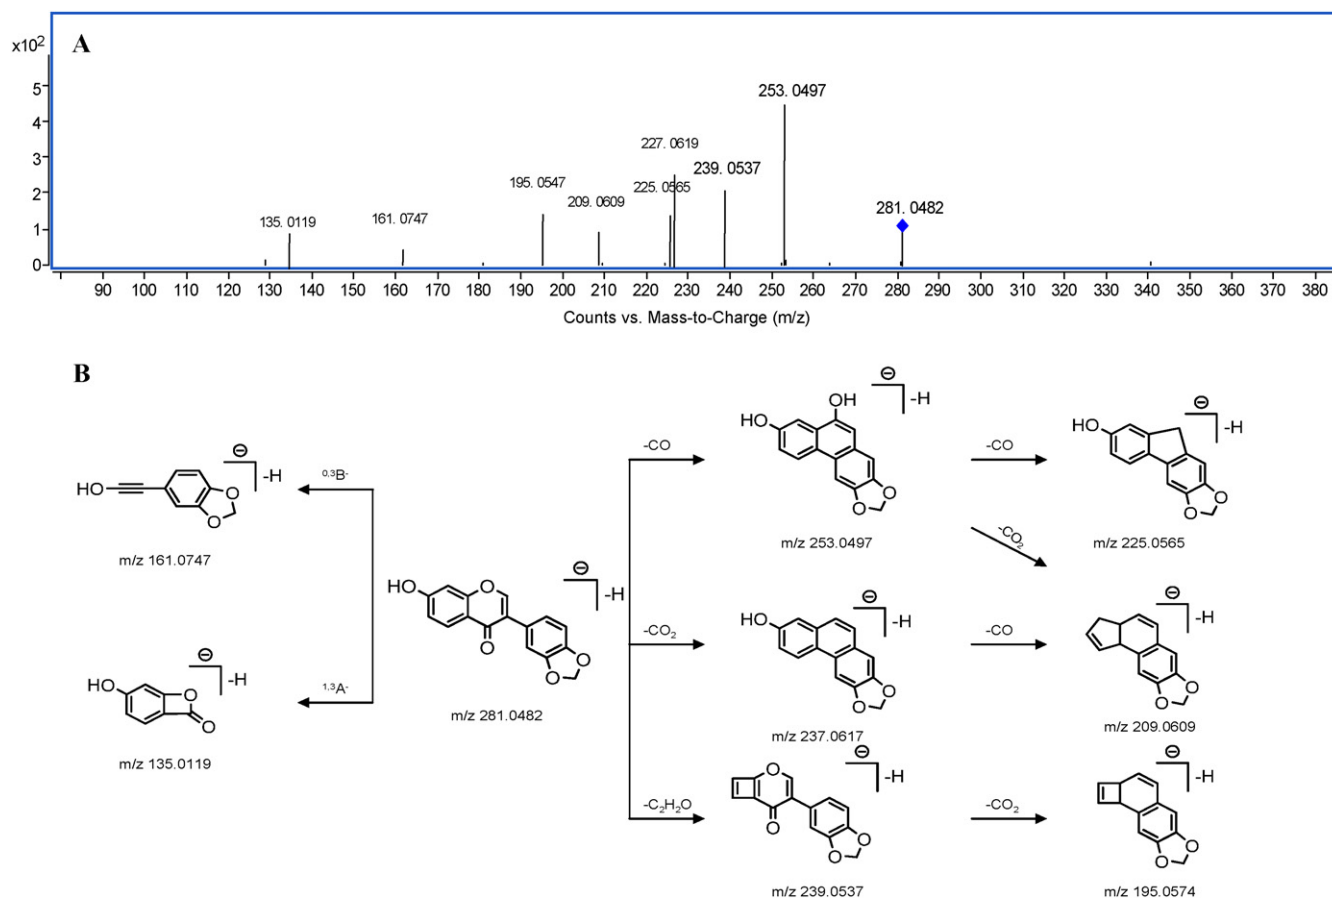 A
x10²
5
4
3
2
1
0
253. 0497
227. 0619
239. 0537
195. 0547
225. 0565
209. 0609
281. 0482
135. 0119
161. 0747
90 100 110 120 130 140 150 160 170 180 190 200 210 220 230 240 250 260 270 280 290 300 310 320 330 340 350 360 370 380
Counts vs. Mass-to-Charge (m/z)
B
HO
O
O
⊖
-H
m/z 161.0747
0,3B-
HO
O
O
⊖
-H
m/z 135.0119
1,3A-
HO
O
O
O
O
⊖
-H
m/z 281.0482
-CO
HO
OH
O
O
⊖
-H
m/z 253.0497
-CO
HO
O
O
⊖
-H
m/z 225.0565
-CO₂
-CO₂
HO
O
O
⊖
-H
m/z 237.0617
-CO
O
O
⊖
-H
m/z 209.0609
-C₂H₂O
O
O
O
O
⊖
-H
m/z 239.0537
-CO₂
O
O
⊖
-H
m/z 195.0574